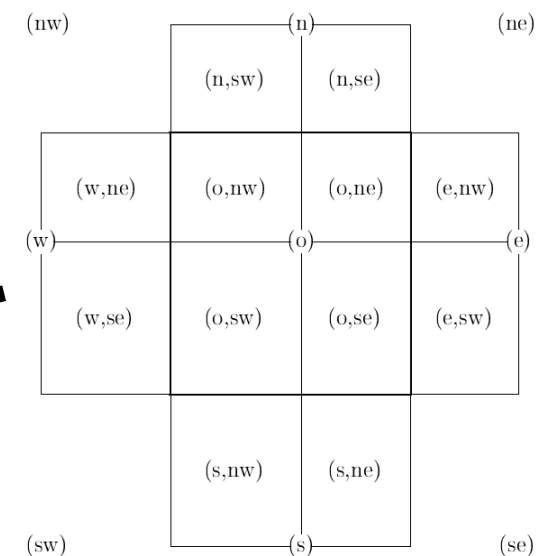 (nw) (n) (ne)
(n,sw) (n,se)
(w,ne) (o,nw) (o,ne) (e,nw)
(w) (o) (e)
(w,se) (o,sw) (o,se) (e,sw)
(s,nw) (s,ne)
(sw) (s) (se)